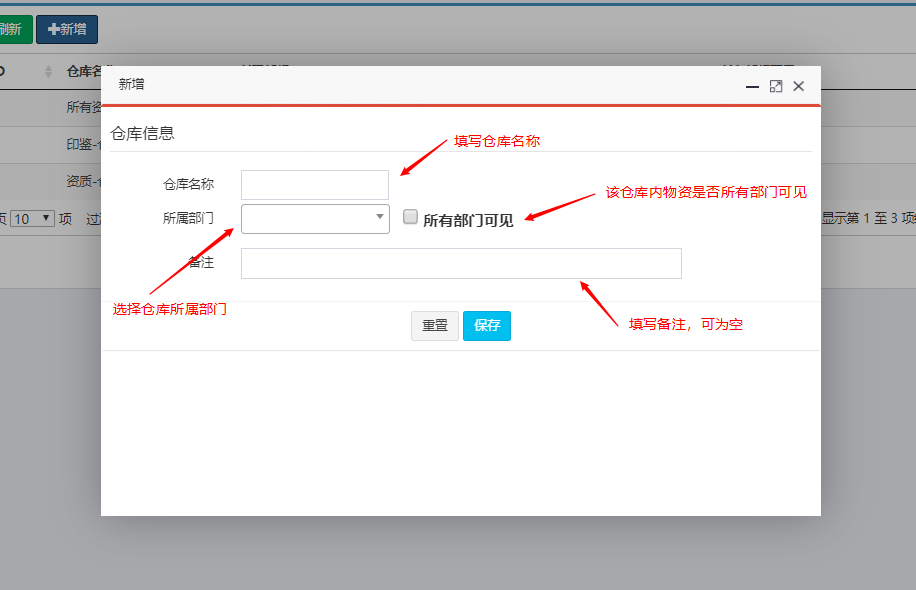 刷新 新增
仓库名
新增
所有资
印鉴-仓
资质-仓
页 10 项 过滤
显示第 1 至 3 项
仓库信息
填写仓库名称
仓库名称
该仓库内物资是否所有部门可见
所属部门
所有部门可见
备注
选择仓库所属部门
填写备注，可为空
重置 保存